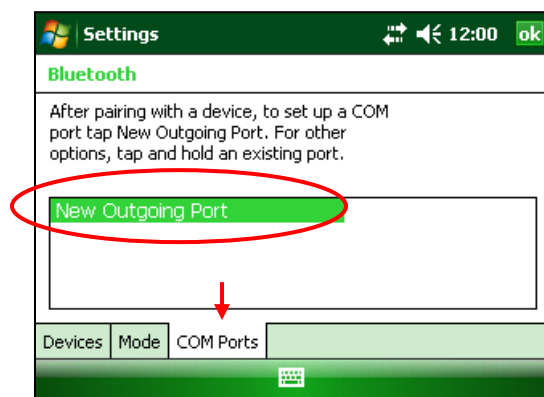 Settings 12:00 ok
Bluetooth
After pairing with a device, to set up a COM
port tap New Outgoing Port. For other
options, tap and hold an existing port.
New Outgoing Port
Devices Mode COM Ports